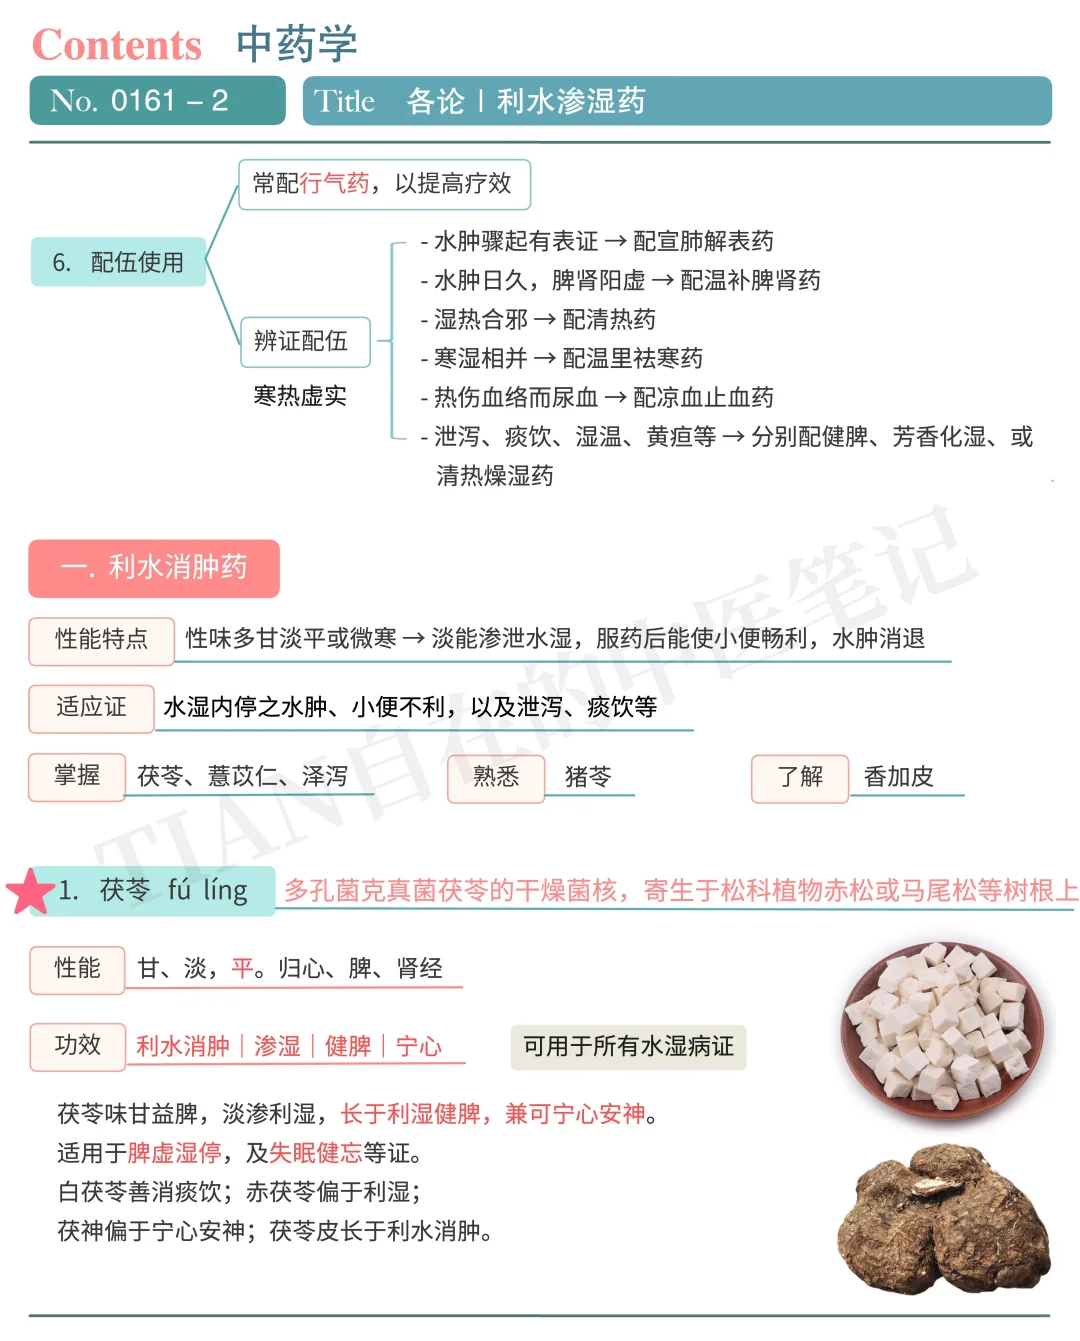 Contents 中药学
No. 0161 – 2
Title 各论 | 利水渗湿药
常配行气药，以提高疗效
6. 配伍使用
- 水肿骤起有表证 → 配宣肺解表药
- 水肿日久，脾肾阳虚 → 配温补脾肾药
- 湿热合邪 → 配清热药
辨证配伍
- 寒湿相并 → 配温里祛寒药
寒热虚实
- 热伤血络而尿血 → 配凉血止血药
- 泄泻、痰饮、湿温、黄疸等 → 分别配健脾、芳香化湿、或
清热燥湿药
一. 利水消肿药
性能特点 性味多甘淡平或微寒 → 淡能渗泄水湿，服药后能使小便畅利，水肿消退
适应证 水湿内停之水肿、小便不利，以及泄泻、痰饮等
掌握 茯苓、薏苡仁、泽泻 熟悉 猪苓 了解 香加皮
1. 茯苓 fú líng 多孔菌克真菌茯苓的干燥菌核，寄生于松科植物赤松或马尾松等树根上
性能 甘、淡，平。归心、脾、肾经
功效 利水消肿｜渗湿｜健脾｜宁心 可用于所有水湿病证
茯苓味甘益脾，淡渗利湿，长于利湿健脾，兼可宁心安神。
适用于脾虚湿停，及失眠健忘等证。
白茯苓善消痰饮；赤茯苓偏于利湿；
茯神偏于宁心安神；茯苓皮长于利水消肿。
TIAN自在的中医笔记